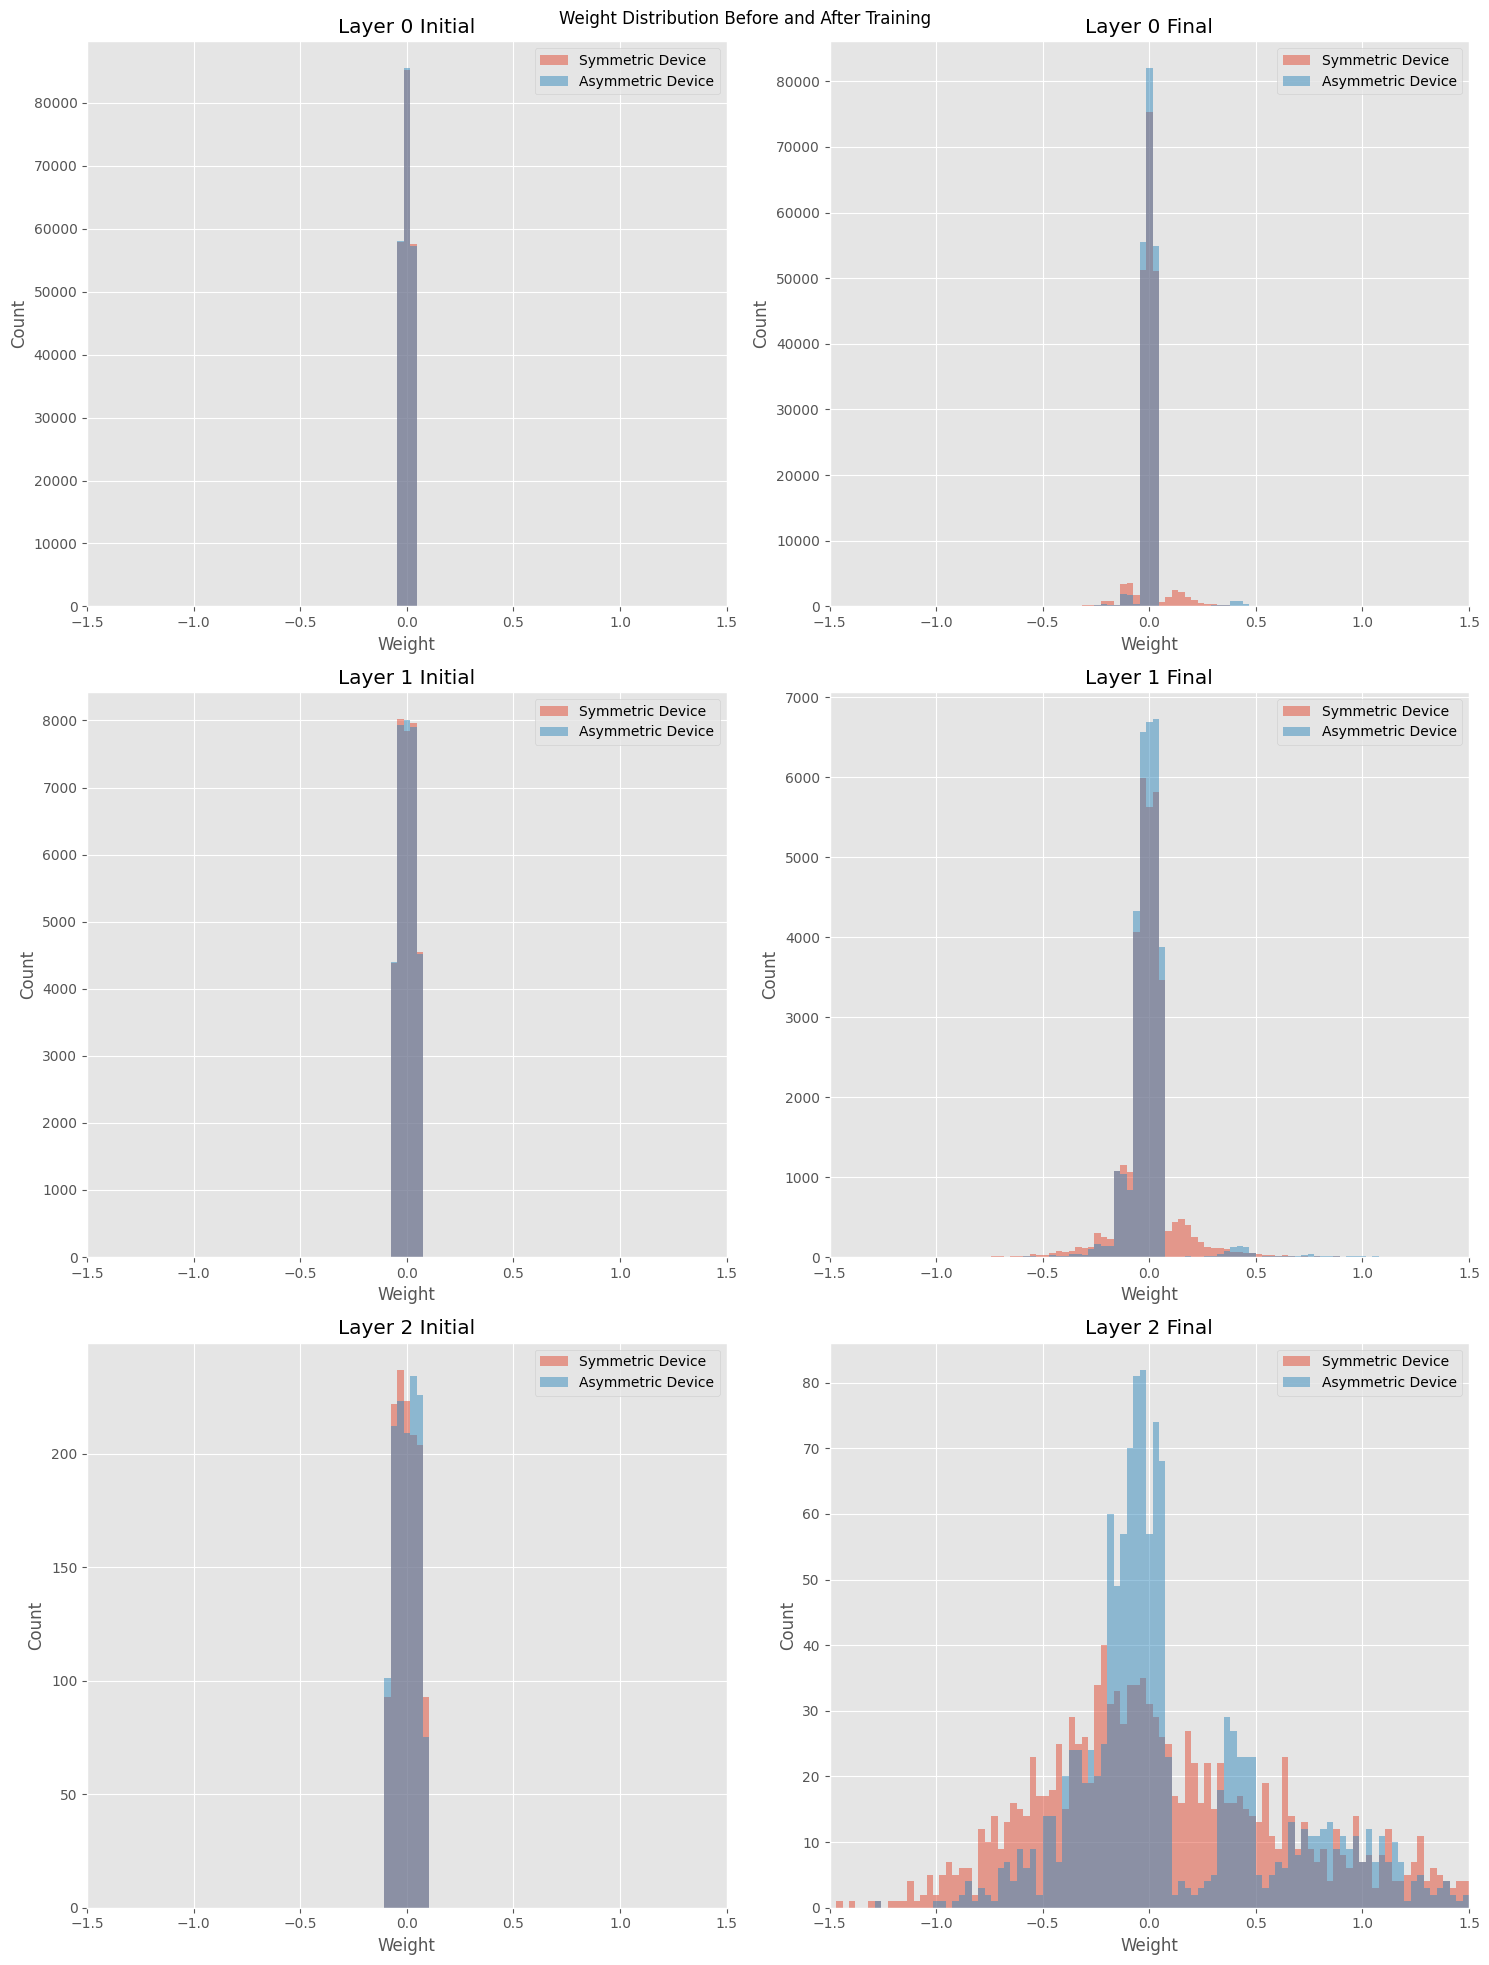 Weight Distribution Before and After Training
Layer 0 Initial
Symmetric Device
Asymmetric Device
80000
70000
60000
50000
40000
30000
20000
10000
0
Count
−1.5 −1.0 −0.5 0.0 0.5 1.0 1.5
Weight
Layer 0 Final
Symmetric Device
Asymmetric Device
80000
70000
60000
50000
40000
30000
20000
10000
0
Count
−1.5 −1.0 −0.5 0.0 0.5 1.0 1.5
Weight
Layer 1 Initial
Symmetric Device
Asymmetric Device
8000
7000
6000
5000
4000
3000
2000
1000
0
Count
−1.5 −1.0 −0.5 0.0 0.5 1.0 1.5
Weight
Layer 1 Final
Symmetric Device
Asymmetric Device
7000
6000
5000
4000
3000
2000
1000
0
Count
−1.5 −1.0 −0.5 0.0 0.5 1.0 1.5
Weight
Layer 2 Initial
Symmetric Device
Asymmetric Device
200
150
100
50
0
Count
−1.5 −1.0 −0.5 0.0 0.5 1.0 1.5
Weight
Layer 2 Final
Symmetric Device
Asymmetric Device
80
70
60
50
40
30
20
10
0
Count
−1.5 −1.0 −0.5 0.0 0.5 1.0 1.5
Weight